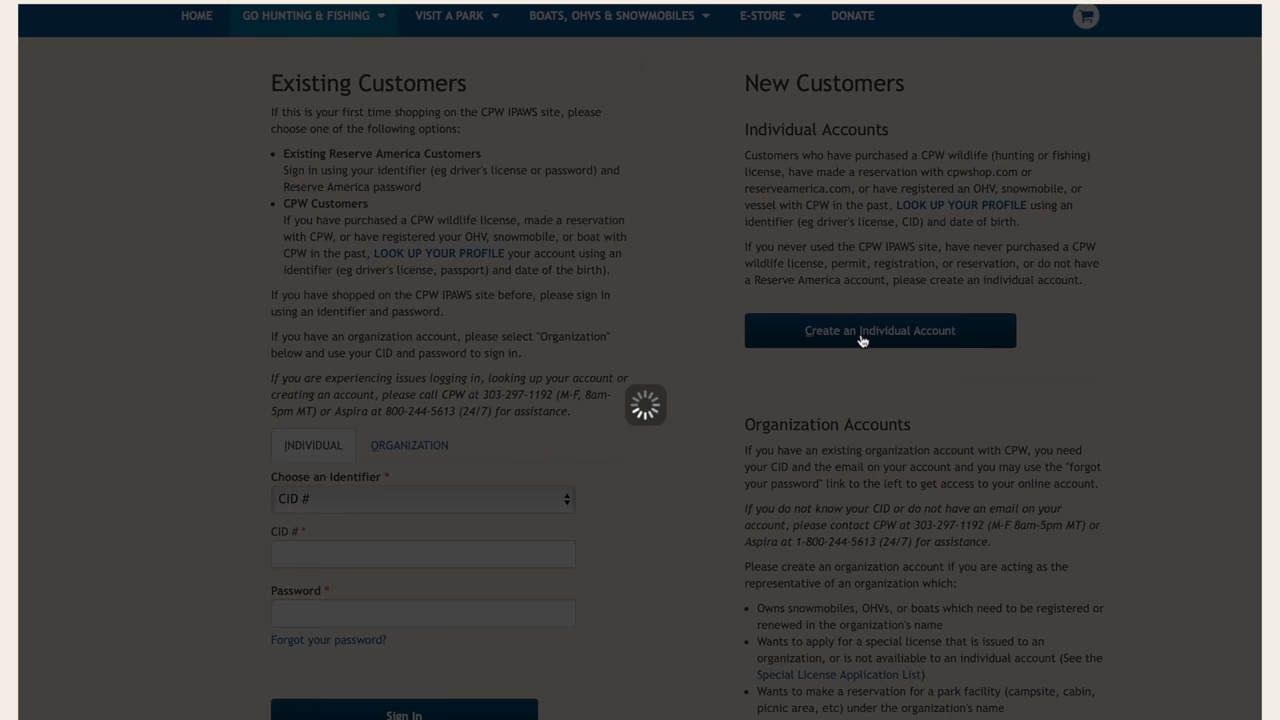 HOME GO HUNTING & FISHING VISIT A PARK BOATS, OHVS & SNOWMOBILES E-STORE DONATE
Existing Customers
If this is your first time shopping on the CPW IPAWS site, please
choose one of the following options:
• Existing Reserve America Customers
Sign in using your identifier (eg driver's license or password) and
Reserve America password
• CPW Customers
If you have purchased a CPW wildlife license, made a reservation
with CPW, or have registered your OHV, snowmobile, or boat with
CPW in the past, LOOK UP YOUR PROFILE your account using an
identifier (eg driver's license, passport) and date of the birth).
If you have shopped on the CPW IPAWS site before, please sign in
using an identifier and password.
If you have an organization account, please select "Organization"
below and use your CID and password to sign in.
If you are experiencing issues logging in, looking up your account or
creating an account, please call CPW at 303-297-1192 (M-F, 8am-
5pm MT) or Aspira at 800-244-5613 (24/7) for assistance.
INDIVIDUAL ORGANIZATION
Choose an Identifier *
CID #
CID # *
Password *
Forgot your password?
Sign In
New Customers
Individual Accounts
Customers who have purchased a CPW wildlife (hunting or fishing)
license, have made a reservation with cpwshop.com or
reserveamerica.com, or have registered an OHV, snowmobile, or
vessel with CPW in the past, LOOK UP YOUR PROFILE using an
identifier (eg driver's license, CID) and date of birth.
If you never used the CPW IPAWS site, have never purchased a CPW
wildlife license, permit, registration, or reservation, or do not have
a Reserve America account, please create an individual account.
Create an Individual Account
Organization Accounts
If you have an existing organization account with CPW, you need
your CID and the email on your account and you may use the "forgot
your password" link to the left to get access to your online account.
If you do not know your CID or do not have an email on your
account, please contact CPW at 303-297-1192 (M-F 8am-5pm MT) or
Aspira at 1-800-244-5613 (24/7) for assistance.
Please create an organization account if you are acting as the
representative of an organization which:
• Owns snowmobiles, OHVs, or boats which need to be registered or
renewed in the organization's name
• Wants to apply for a special license that is issued to an
organization, or is not availiable to an individual account (See the
Special License Application List)
• Wants to make a reservation for a park facility (campsite, cabin,
picnic area, etc) under the organization's name